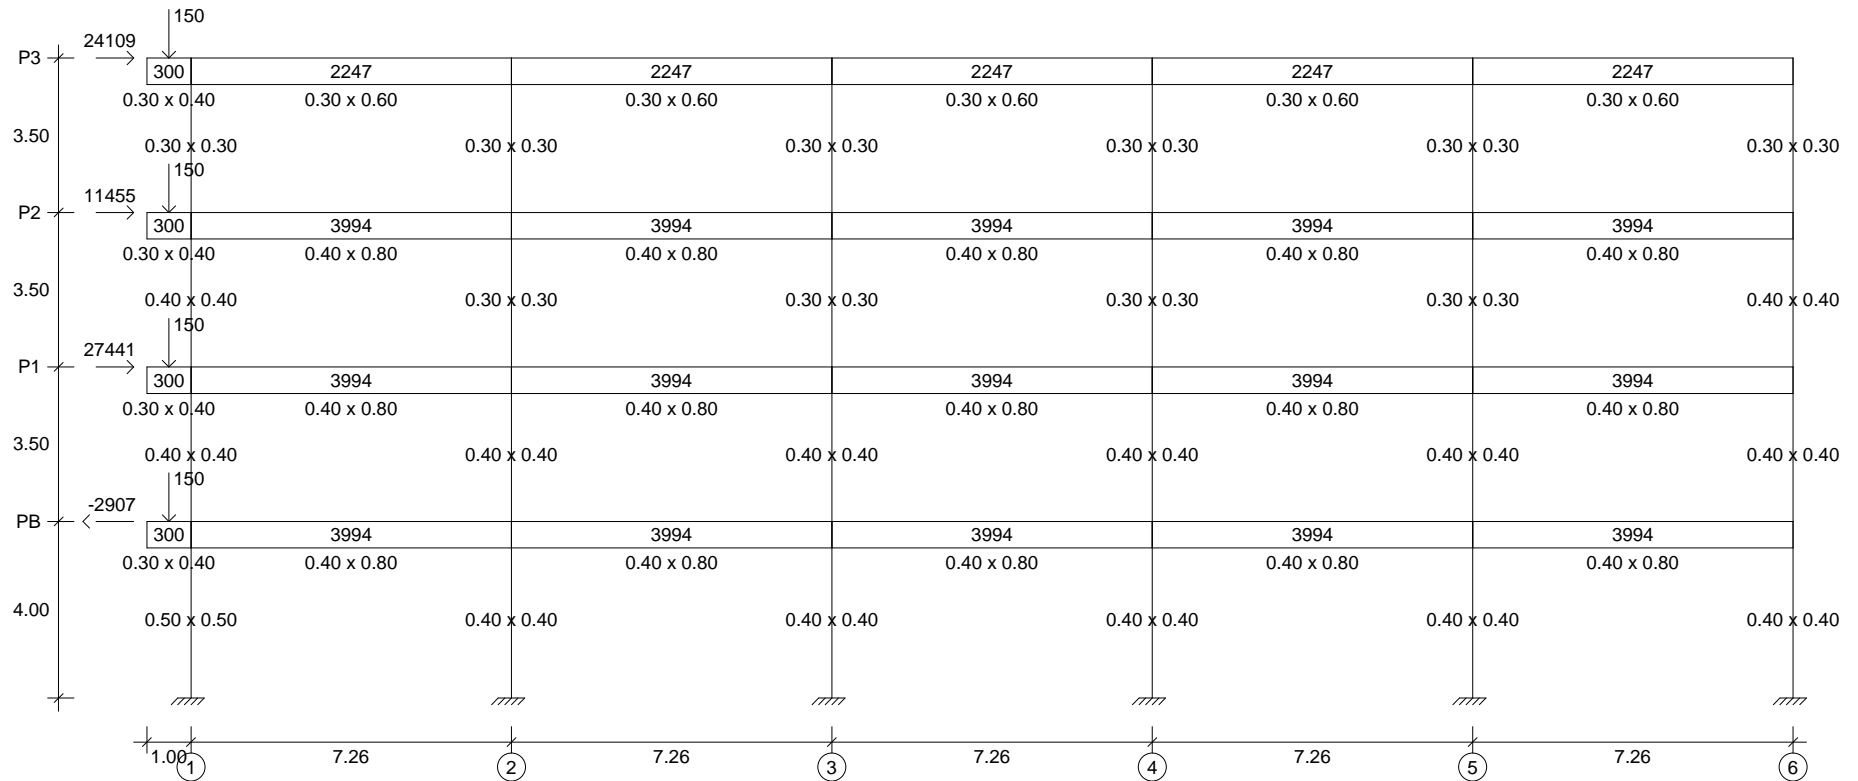 150
P3 24109
300 2247 2247 2247 2247 2247
0.30 x 0.40 0.30 x 0.60 0.30 x 0.60 0.30 x 0.60 0.30 x 0.60 0.30 x 0.60
3.50
0.30 x 0.30 0.30 x 0.30 0.30 x 0.30 0.30 x 0.30 0.30 x 0.30 0.30 x 0.30
150
P2 11455
300 3994 3994 3994 3994 3994
0.30 x 0.40 0.40 x 0.80 0.40 x 0.80 0.40 x 0.80 0.40 x 0.80 0.40 x 0.80
3.50
0.40 x 0.40 0.30 x 0.30 0.30 x 0.30 0.30 x 0.30 0.30 x 0.30 0.40 x 0.40
150
P1 27441
300 3994 3994 3994 3994 3994
0.30 x 0.40 0.40 x 0.80 0.40 x 0.80 0.40 x 0.80 0.40 x 0.80 0.40 x 0.80
3.50
0.40 x 0.40 0.40 x 0.40 0.40 x 0.40 0.40 x 0.40 0.40 x 0.40 0.40 x 0.40
150
PB -2907
300 3994 3994 3994 3994 3994
0.30 x 0.40 0.40 x 0.80 0.40 x 0.80 0.40 x 0.80 0.40 x 0.80 0.40 x 0.80
4.00
0.50 x 0.50 0.40 x 0.40 0.40 x 0.40 0.40 x 0.40 0.40 x 0.40 0.40 x 0.40
1.00 7.26 7.26 7.26 7.26 7.26
1 2 3 4 5 6